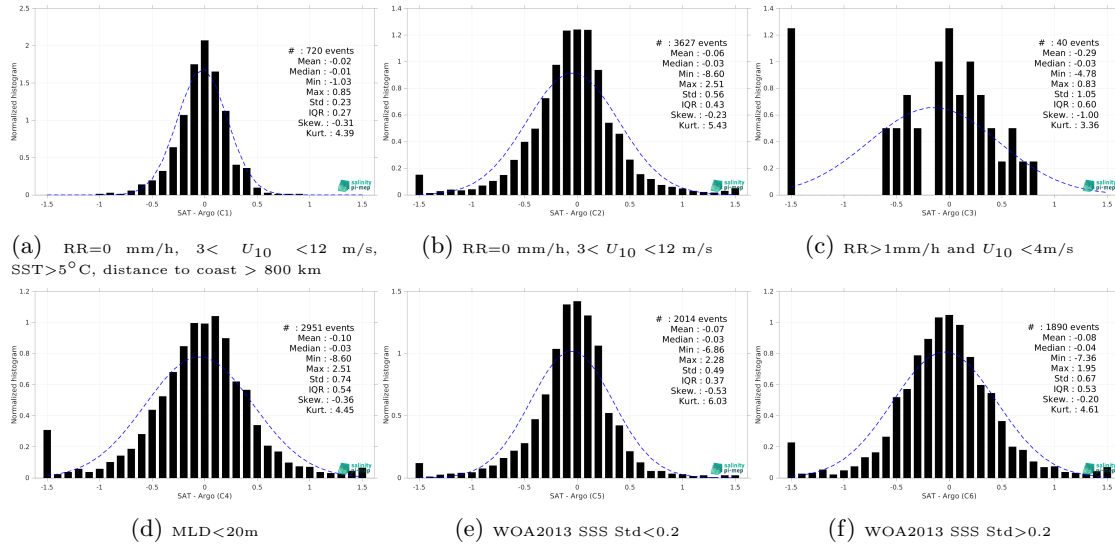 2.5
2
1.5
1
0.5
0
Normalized histogram
# : 720 events
Mean : -0.02
Median : -0.01
Min : -1.03
Max : 0.85
Std : 0.23
IQR : 0.27
Skew. : -0.31
Kurt. : 4.39
salinity
pi-mep
-1.5 -1 -0.5 0 0.5 1 1.5
SAT - Argo (C1)
(a) RR=0 mm/h, 3< U10 <12 m/s,
SST>5°C, distance to coast > 800 km
1.4
1.2
1
0.8
0.6
0.4
0.2
0
Normalized histogram
# : 3627 events
Mean : -0.06
Median : -0.03
Min : -8.60
Max : 2.51
Std : 0.56
IQR : 0.43
Skew. : -0.23
Kurt. : 5.43
salinity
pi-mep
-1.5 -1 -0.5 0 0.5 1 1.5
SAT - Argo (C2)
(b) RR=0 mm/h, 3< U10 <12 m/s
1.4
1.2
1
0.8
0.6
0.4
0.2
0
Normalized histogram
# : 40 events
Mean : -0.29
Median : -0.03
Min : -4.78
Max : 0.83
Std : 1.05
IQR : 0.60
Skew. : -1.00
Kurt. : 3.36
salinity
pi-mep
-1.5 -1 -0.5 0 0.5 1 1.5
SAT - Argo (C3)
(c) RR>1mm/h and U10 <4m/s
1.2
1
0.8
0.6
0.4
0.2
0
Normalized histogram
# : 2951 events
Mean : -0.10
Median : -0.03
Min : -8.60
Max : 2.51
Std : 0.74
IQR : 0.54
Skew. : -0.36
Kurt. : 4.45
salinity
pi-mep
-1.5 -1 -0.5 0 0.5 1 1.5
SAT - Argo (C4)
(d) MLD<20m
1.5
1
0.5
0
Normalized histogram
# : 2014 events
Mean : -0.07
Median : -0.03
Min : -6.86
Max : 2.28
Std : 0.49
IQR : 0.37
Skew. : -0.53
Kurt. : 6.03
salinity
pi-mep
-1.5 -1 -0.5 0 0.5 1 1.5
SAT - Argo (C5)
(e) WOA2013 SSS Std<0.2
1.2
1
0.8
0.6
0.4
0.2
0
Normalized histogram
# : 1890 events
Mean : -0.08
Median : -0.04
Min : -7.36
Max : 1.95
Std : 0.67
IQR : 0.53
Skew. : -0.20
Kurt. : 4.61
salinity
pi-mep
-1.5 -1 -0.5 0 0.5 1 1.5
SAT - Argo (C6)
(f) WOA2013 SSS Std>0.2